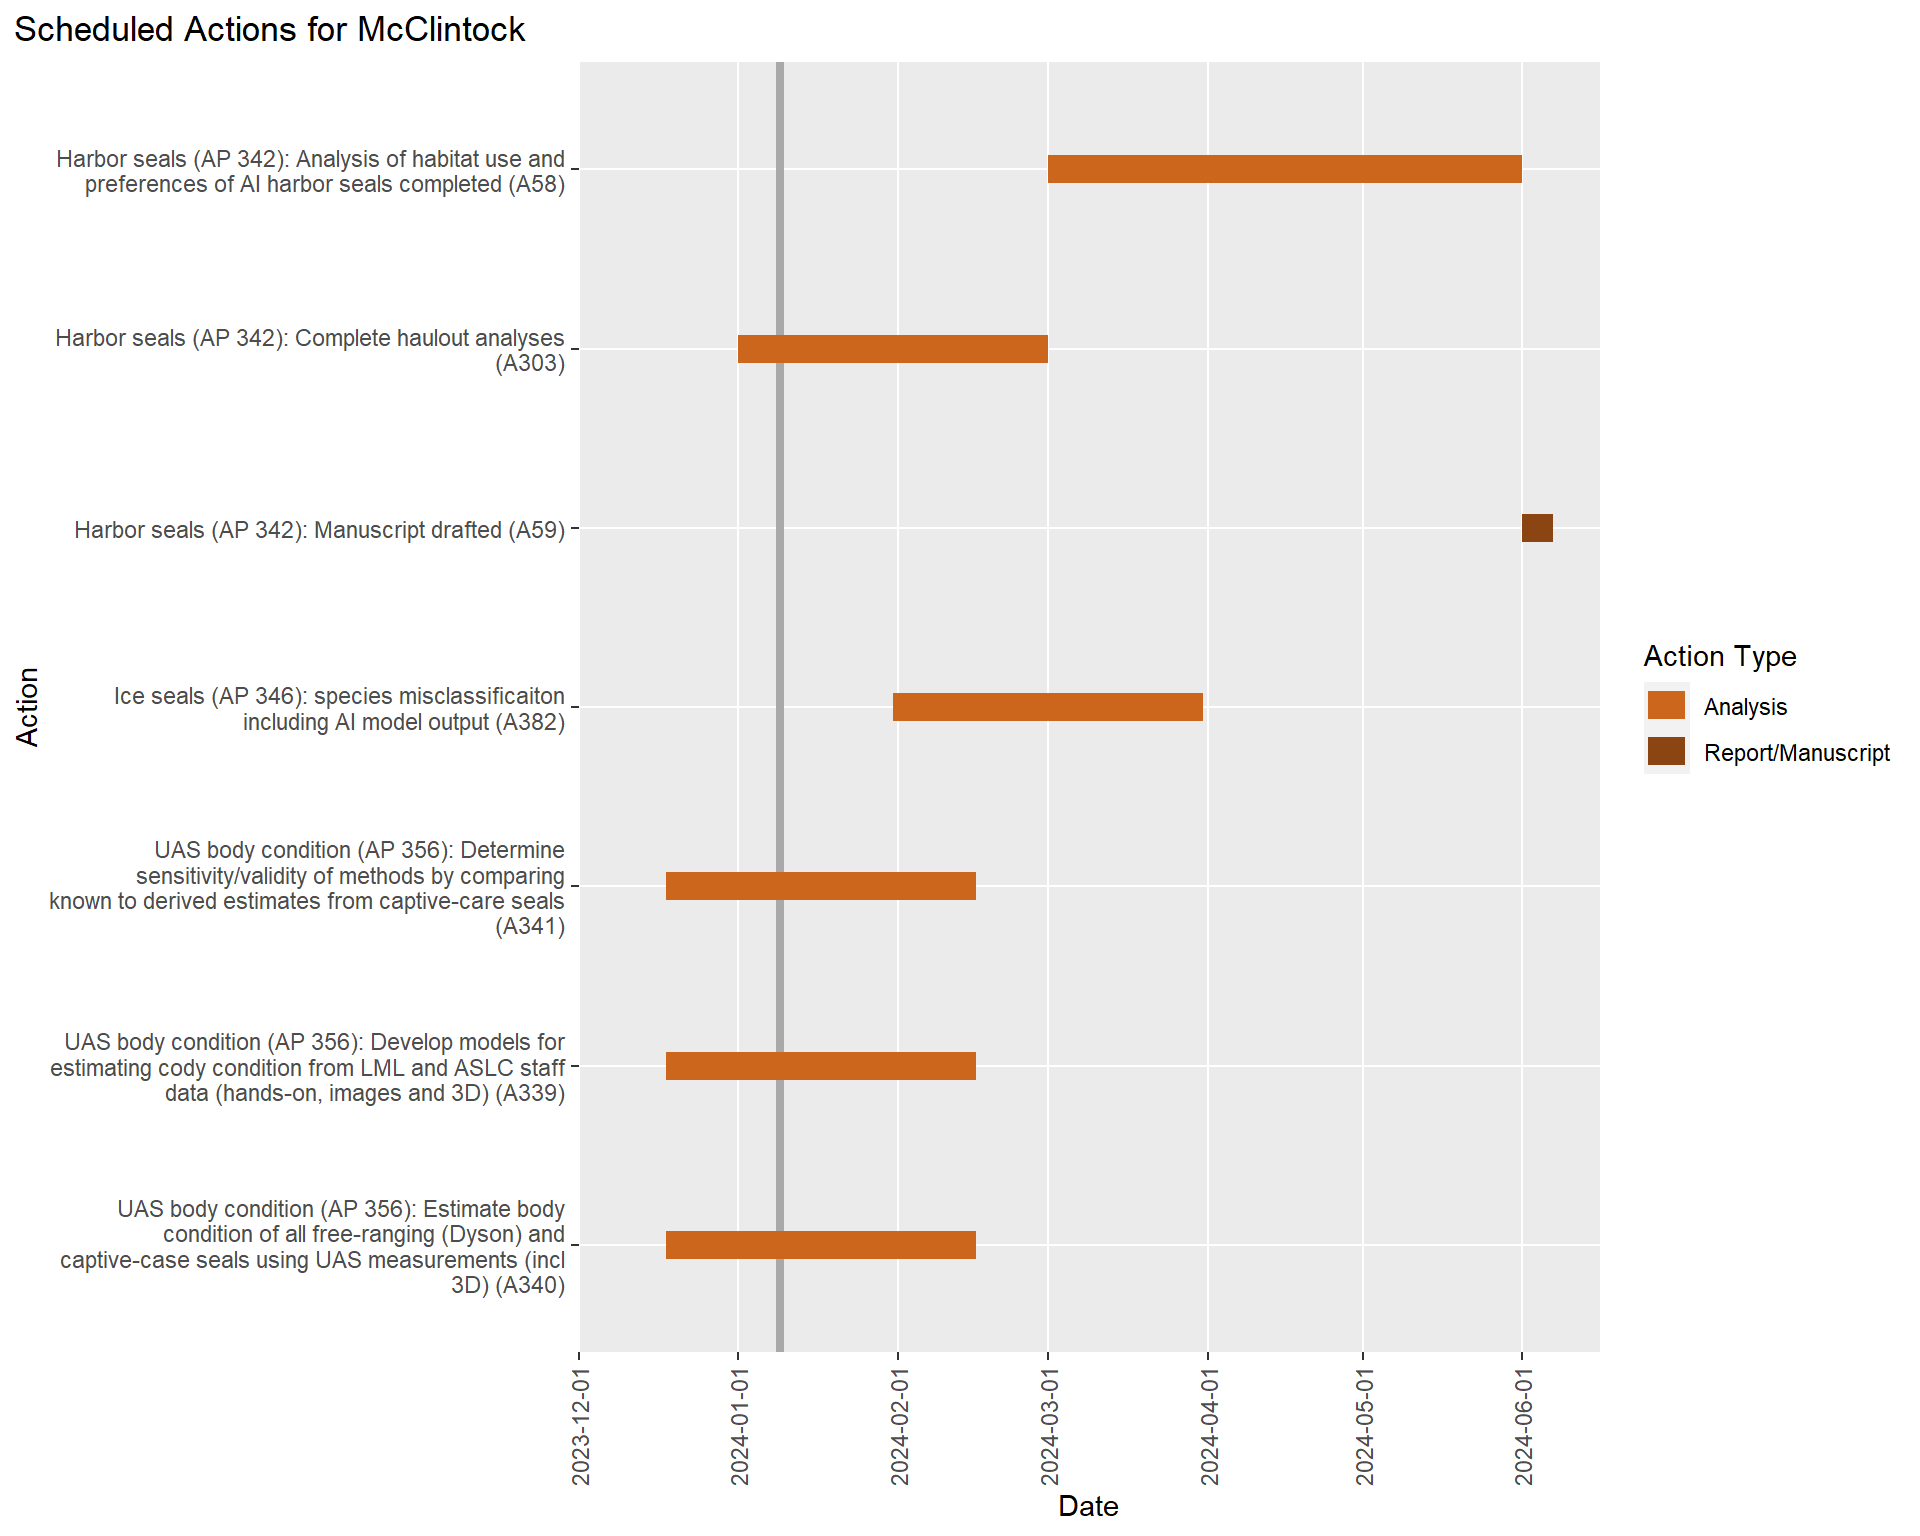 Scheduled Actions for McClintock
Harbor seals (AP 342): Analysis of habitat use and
preferences of AI harbor seals completed (A58)
Harbor seals (AP 342): Complete haulout analyses
(A303)
Harbor seals (AP 342): Manuscript drafted (A59)
Ice seals (AP 346): species misclassificaiton
including AI model output (A382)
UAS body condition (AP 356): Determine
sensitivity/validity of methods by comparing
known to derived estimates from captive-care seals
(A341)
UAS body condition (AP 356): Develop models for
estimating cody condition from LML and ASLC staff
data (hands-on, images and 3D) (A339)
UAS body condition (AP 356): Estimate body
condition of all free-ranging (Dyson) and
captive-case seals using UAS measurements (incl
3D) (A340)
Action
2023-12-01
2024-01-01
2024-02-01
2024-03-01
2024-04-01
2024-05-01
2024-06-01
Date
Action Type
Analysis
Report/Manuscript